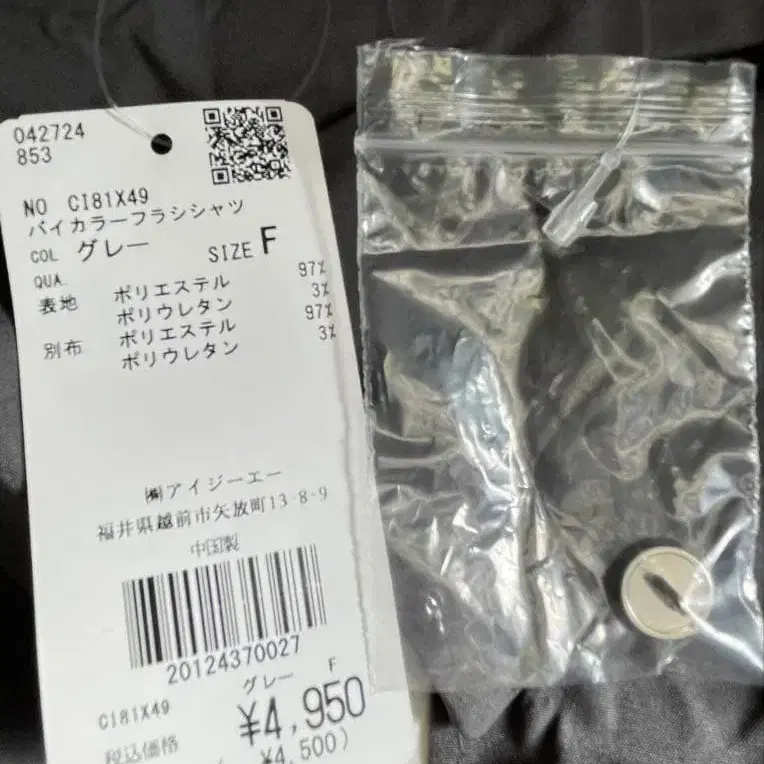 042724
853
NO CI81X49
バイカラーフラシシャツ
COL グレー SIZE F
QUA.
表地 ポリエステル 97%
ポリウレタン 3%
別布 ポリエステル 97%
ポリウレタン 3%
㈱アイジーエー
福井県越前市矢放町13-8-9
中国製
20124370027
グレー F
CI81X49
¥4,950
税込価格
¥4,500)